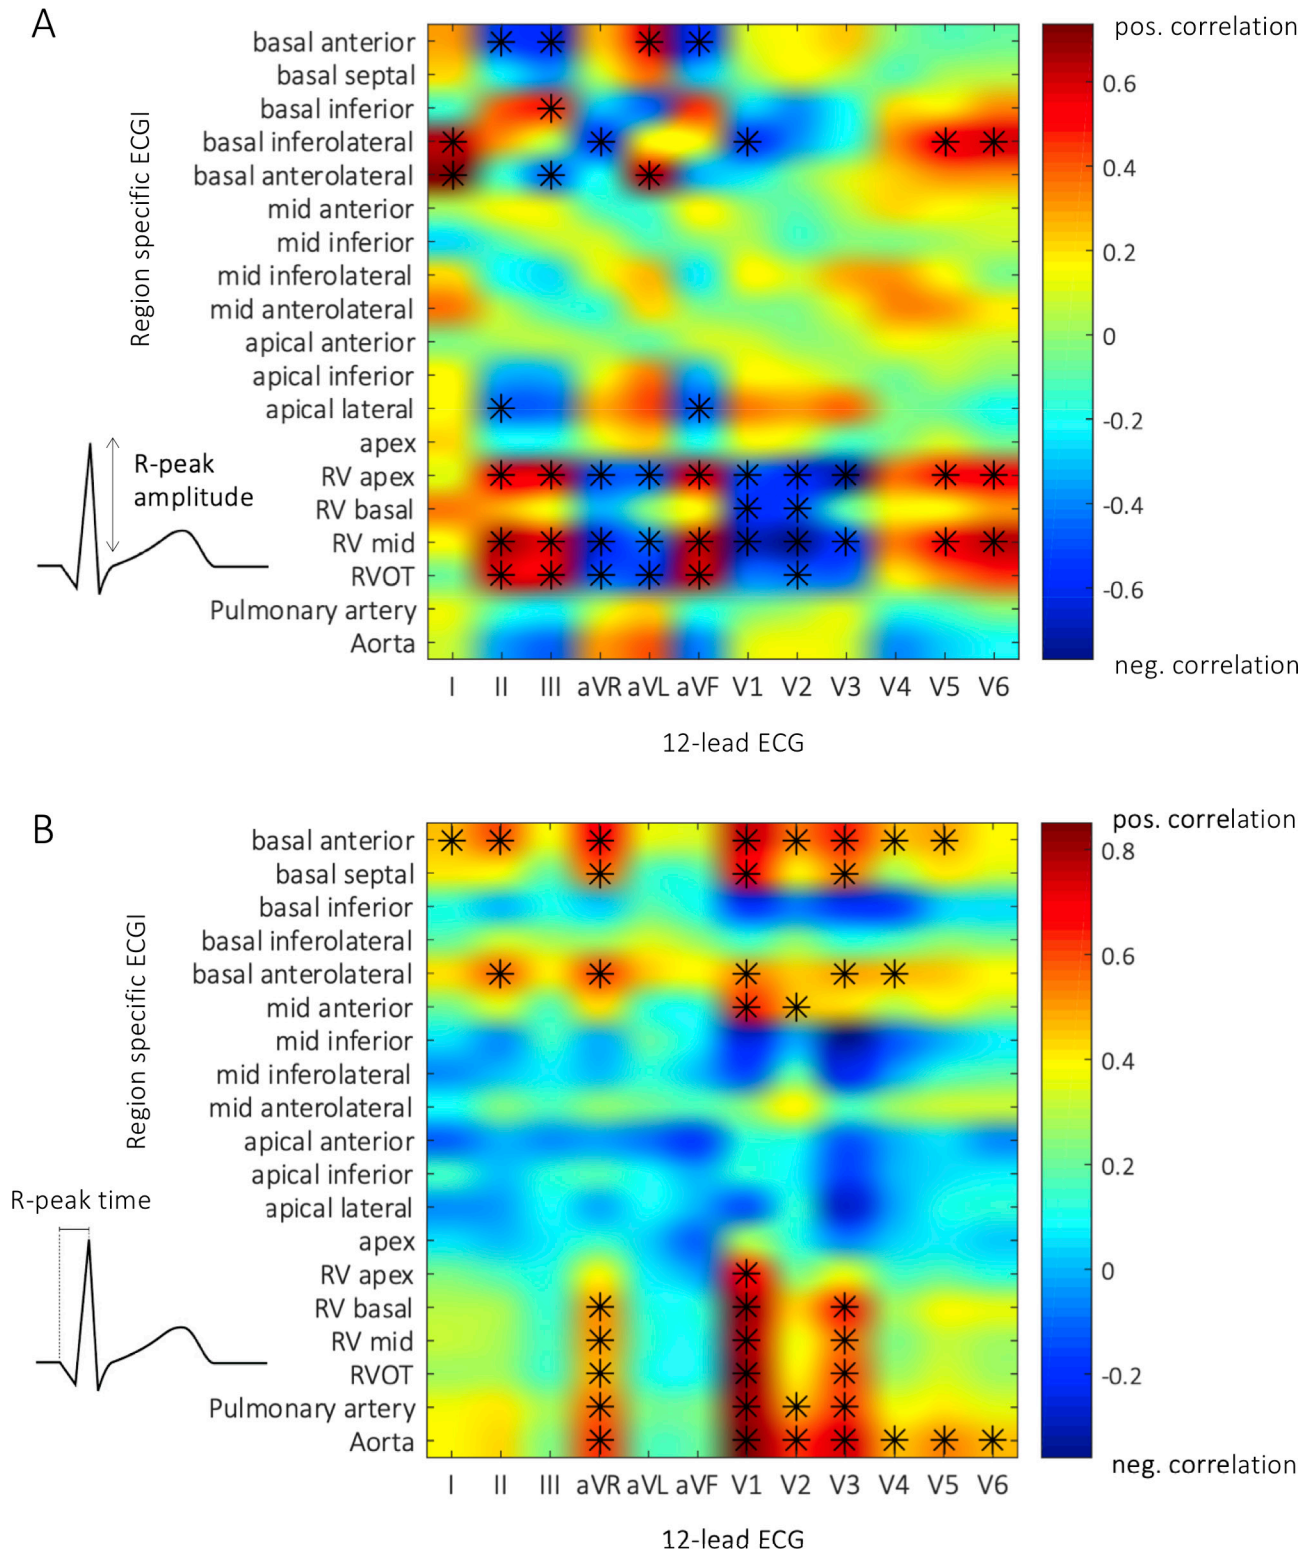 A
pos. correlation
Region specific ECGI
basal anterior
basal septal
basal inferior
basal inferolateral
basal anterolateral
mid anterior
mid inferior
mid inferolateral
mid anterolateral
apical anterior
apical inferior
apical lateral
apex
RV apex
RV basal
RV mid
RVOT
Pulmonary artery
Aorta
0.6
0.4
0.2
0
-0.2
-0.4
-0.6
neg. correlation
R-peak
amplitude
I II III aVR aVL aVF V1 V2 V3 V4 V5 V6
12-lead ECG
B
pos. correlation
Region specific ECGI
basal anterior
basal septal
basal inferior
basal inferolateral
basal anterolateral
mid anterior
mid inferior
mid inferolateral
mid anterolateral
apical anterior
apical inferior
apical lateral
apex
RV apex
RV basal
RV mid
RVOT
Pulmonary artery
Aorta
0.8
0.6
0.4
0.2
0
-0.2
neg. correlation
R-peak time
I II III aVR aVL aVF V1 V2 V3 V4 V5 V6
12-lead ECG